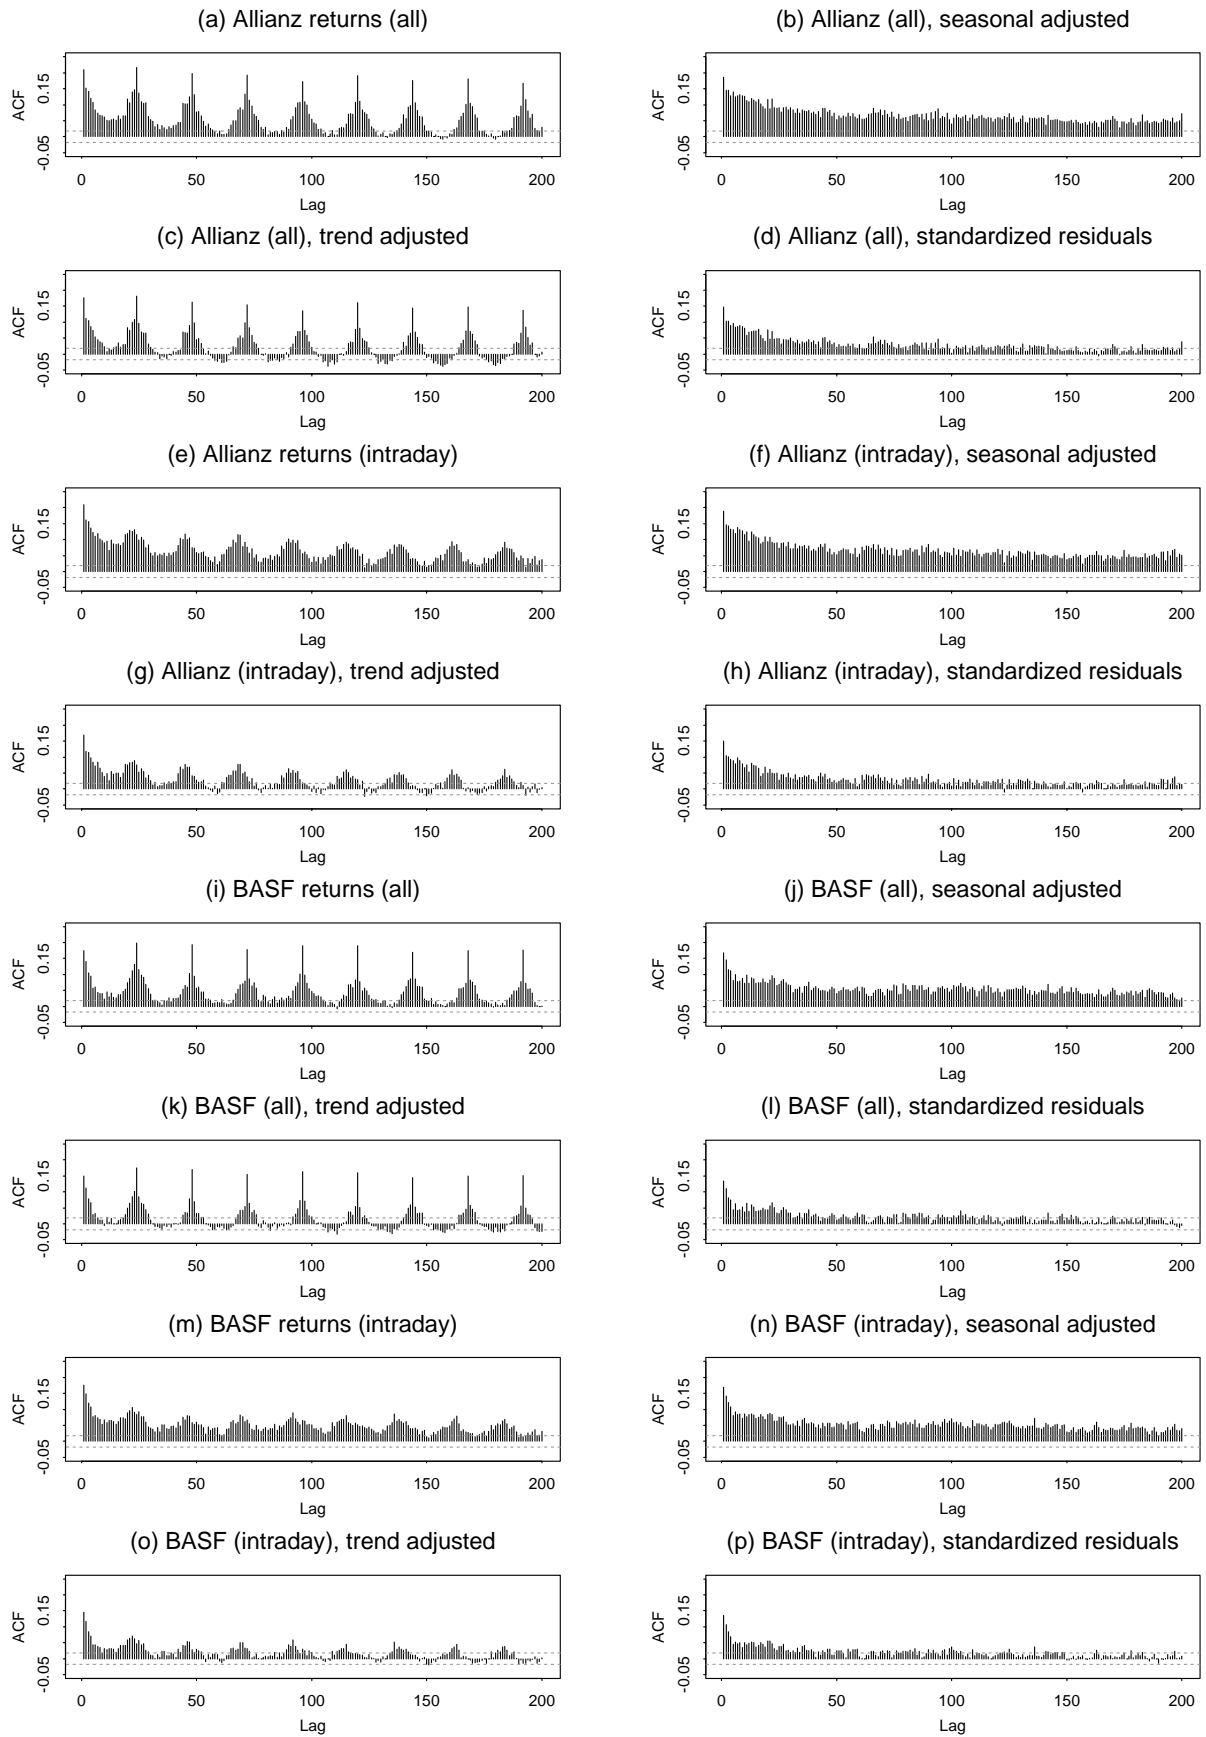 (a) Allianz returns (all)
ACF
0.15
-0.05
0 50 100 150 200
Lag
(b) Allianz (all), seasonal adjusted
ACF
0.15
-0.05
0 50 100 150 200
Lag
(c) Allianz (all), trend adjusted
ACF
0.15
-0.05
0 50 100 150 200
Lag
(d) Allianz (all), standardized residuals
ACF
0.15
-0.05
0 50 100 150 200
Lag
(e) Allianz returns (intraday)
ACF
0.15
-0.05
0 50 100 150 200
Lag
(f) Allianz (intraday), seasonal adjusted
ACF
0.15
-0.05
0 50 100 150 200
Lag
(g) Allianz (intraday), trend adjusted
ACF
0.15
-0.05
0 50 100 150 200
Lag
(h) Allianz (intraday), standardized residuals
ACF
0.15
-0.05
0 50 100 150 200
Lag
(i) BASF returns (all)
ACF
0.15
-0.05
0 50 100 150 200
Lag
(j) BASF (all), seasonal adjusted
ACF
0.15
-0.05
0 50 100 150 200
Lag
(k) BASF (all), trend adjusted
ACF
0.15
-0.05
0 50 100 150 200
Lag
(l) BASF (all), standardized residuals
ACF
0.15
-0.05
0 50 100 150 200
Lag
(m) BASF returns (intraday)
ACF
0.15
-0.05
0 50 100 150 200
Lag
(n) BASF (intraday), seasonal adjusted
ACF
0.15
-0.05
0 50 100 150 200
Lag
(o) BASF (intraday), trend adjusted
ACF
0.15
-0.05
0 50 100 150 200
Lag
(p) BASF (intraday), standardized residuals
ACF
0.15
-0.05
0 50 100 150 200
Lag